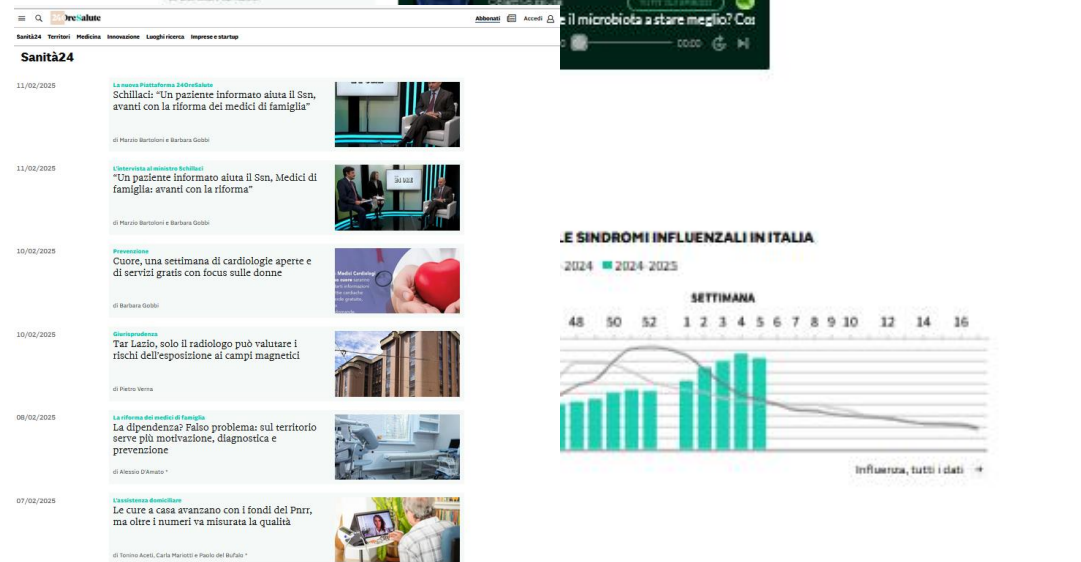 24OreSalute
Abbonati
Accedi
Sanità24 Territori Medicina Innovazione Luoghi ricerca Imprese e startup
Sanità24
11/02/2025
La nuova Piattaforma 24OreSalute
Schillaci: “Un paziente informato aiuta il Ssn,
avanti con la riforma dei medici di famiglia”
di Marzio Bartoloni e Barbara Gobbi
11/02/2025
L'intervista al ministro Schillaci
“Un paziente informato aiuta il Ssn, Medici di
famiglia: avanti con la riforma”
di Marzio Bartoloni e Barbara Gobbi
10/02/2025
Prevenzione
Cuore, una settimana di cardiologie aperte e
di servizi gratis con focus sulle donne
di Barbara Gobbi
10/02/2025
Giurisprudenza
Tar Lazio, solo il radiologo può valutare i
rischi dell'esposizione ai campi magnetici
di Pietro Verna
08/02/2025
La riforma dei medici di famiglia
La dipendenza? Falso problema: sul territorio
serve più motivazione, diagnostica e
prevenzione
di Alessio D'Amato *
07/02/2025
L'assistenza domiciliare
Le cure a casa avanzano con i fondi del Pnrr,
ma oltre i numeri va misurata la qualità
di Tonino Aceti, Carla Mariotti e Paolo del Bufalo *
e il microbiota a stare meglio? Cos
00:00
LE SINDROMI INFLUENZALI IN ITALIA
2024 2024-2025
SETTIMANA
48 50 52 1 2 3 4 5 6 7 8 9 10 12 14 16
Influenza, tutti i dati →